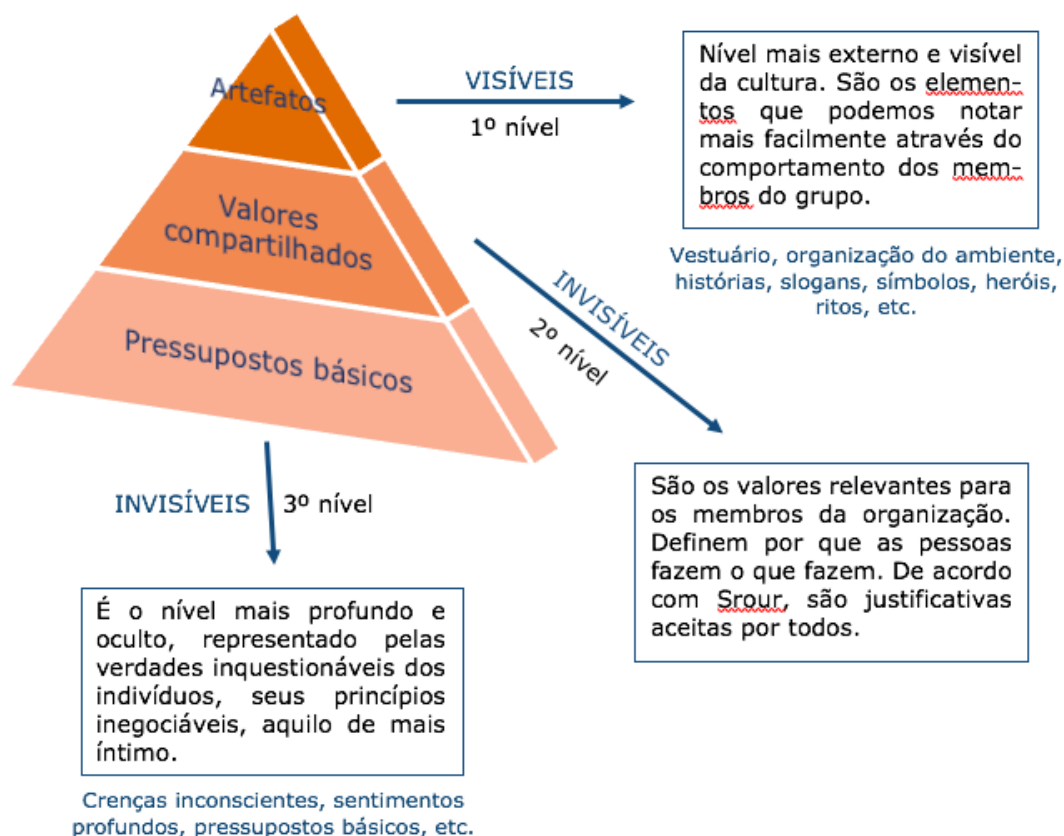 Artefatos
Valores
compartilhados
Pressupostos básicos
VISÍVEIS
1º nível
Nível mais externo e visível
da cultura. São os elemen-
tos que podemos notar
mais facilmente através do
comportamento dos mem-
bros do grupo.
Vestuário, organização do ambiente,
histórias, slogans, símbolos, heróis,
ritos, etc.
INVISÍVEIS
2º nível
São os valores relevantes para
os membros da organização.
Definem por que as pessoas
fazem o que fazem. De acordo
com Srour, são justificativas
aceitas por todos.
INVISÍVEIS
3º nível
É o nível mais profundo e
oculto, representado pelas
verdades inquestionáveis dos
indivíduos, seus princípios
inegociáveis, aquilo de mais
íntimo.
Crenças inconscientes, sentimentos
profundos, pressupostos básicos, etc.